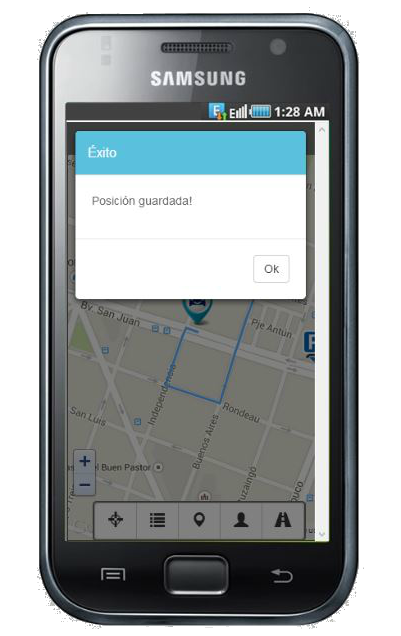 SAMSUNG
E 1:28 AM
Éxito
Posición guardada!
Ok
Bv. San Juan
Pje Antun
P
Independencia
San Luis
Rondeau
Buenos Aires
el Buen Pastor
+
−